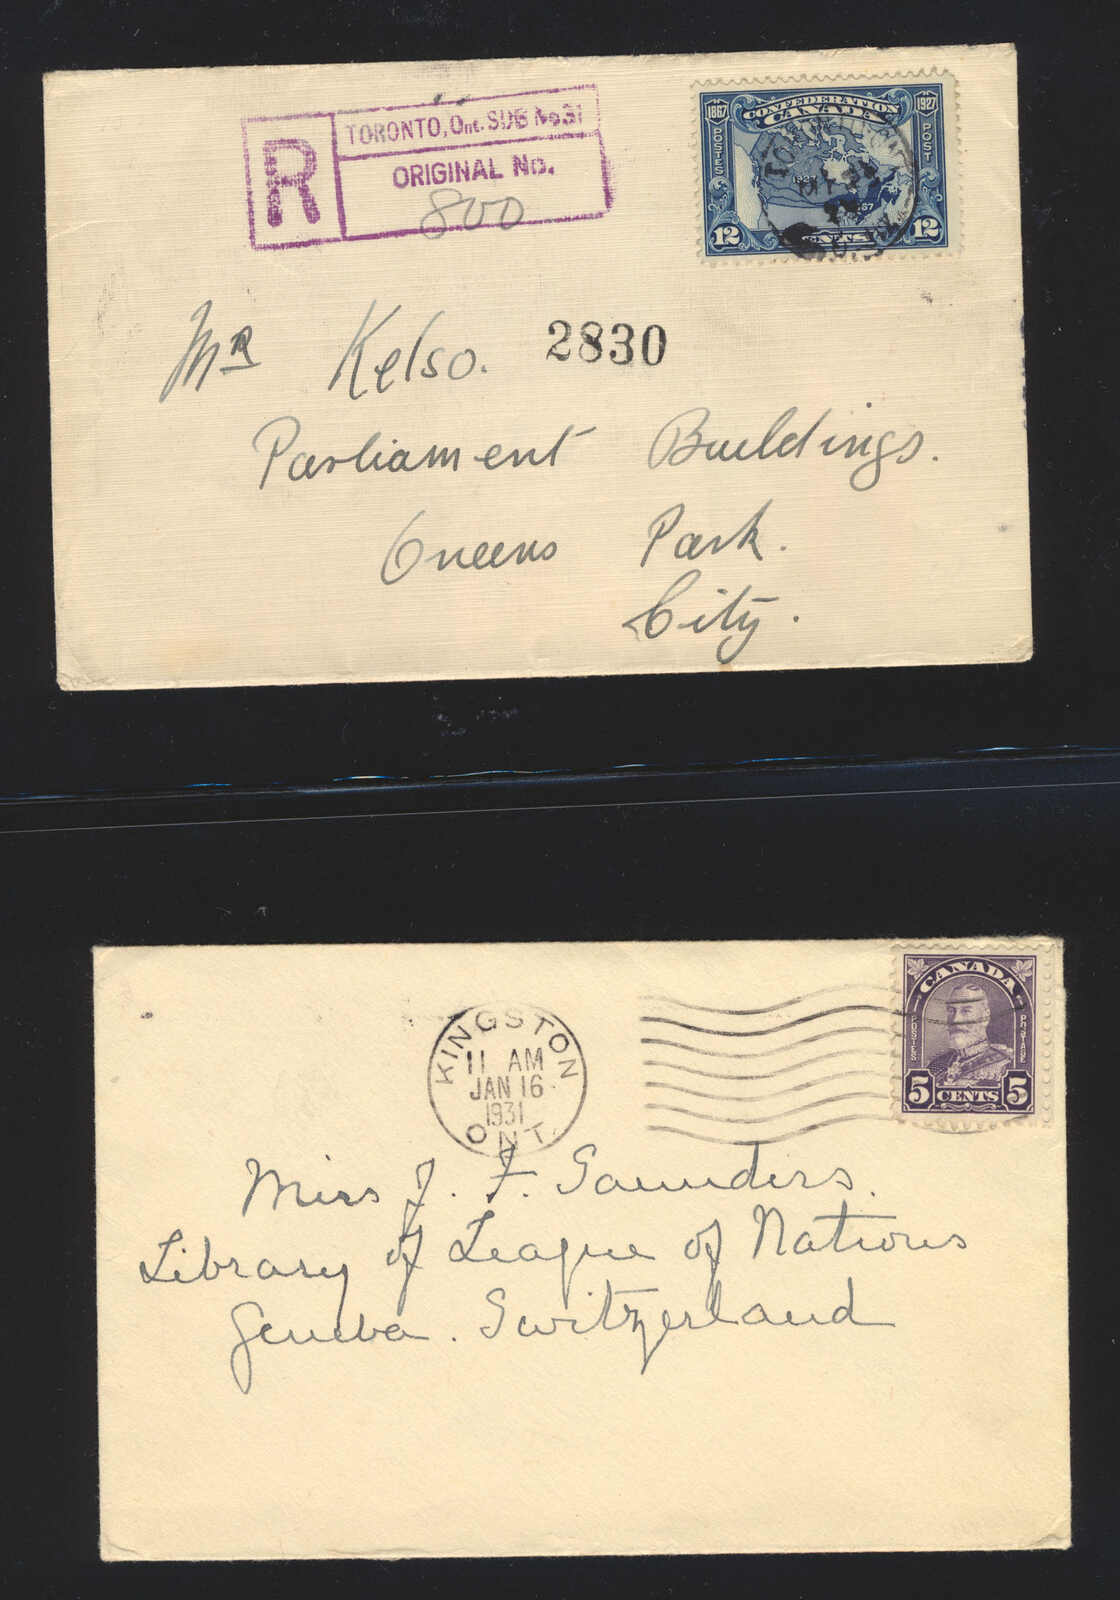 R
TORONTO, Ont. SUB No 31
ORIGINAL No.
800
1867 CONFEDERATION 1927
CANADA
POSTES POST
12 CENTS 12
MR Kelso. 2830
Parliament Buildings.
Queens Park.
City.
KINGSTON
11 AM
JAN 16
1931
ONT.
CANADA
POSTES POSTAGE
5 CENTS 5
Miss J. F. Saunders.
Library of League of Nations
Geneva. Switzerland